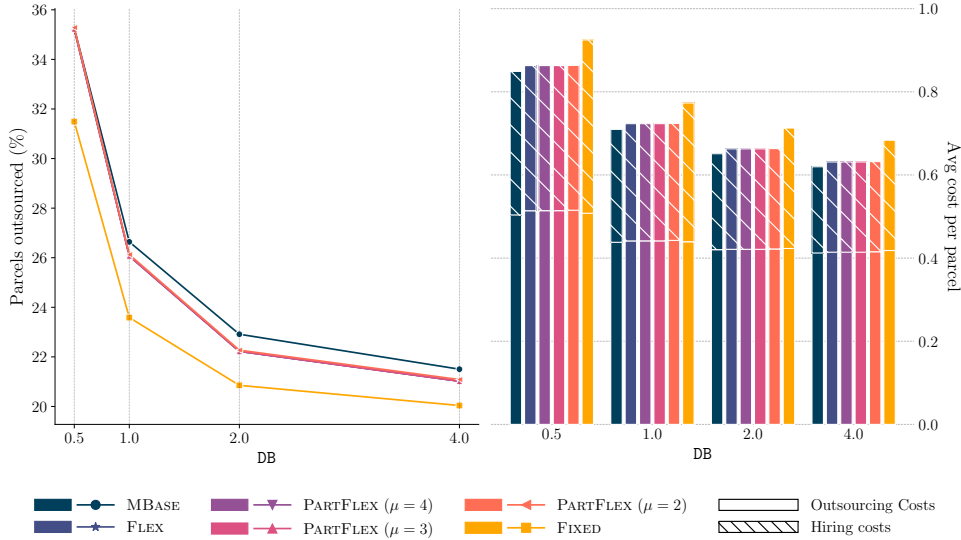 Parcels outsourced (%)
36
34
32
30
28
26
24
22
20
0.5
1.0
2.0
4.0
DB
1.0
0.8
0.6
0.4
0.2
0.0
Avg cost per parcel
0.5
1.0
2.0
4.0
DB
MBASE
PARTFLEX (μ = 4)
PARTFLEX (μ = 2)
Outsourcing Costs
FLEX
PARTFLEX (μ = 3)
FIXED
Hiring costs